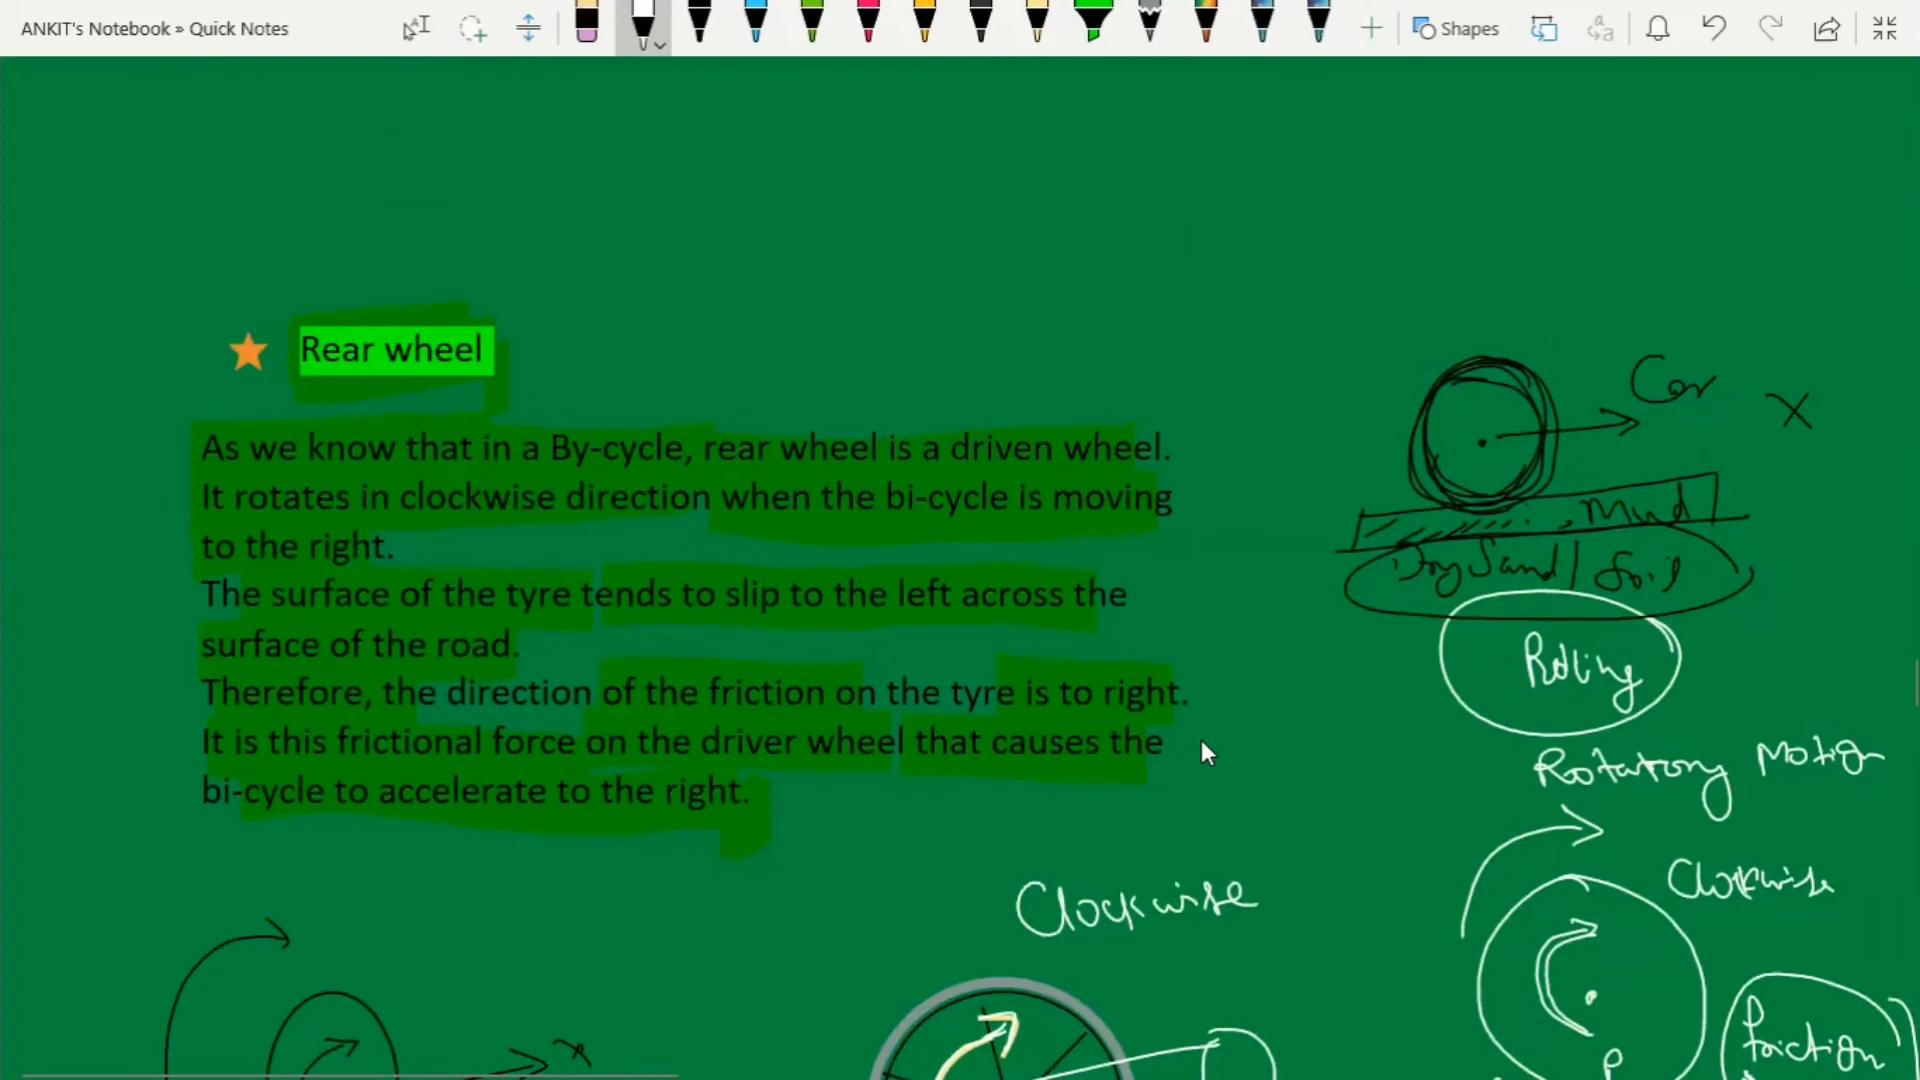 ANKIT's Notebook » Quick Notes
Shapes
Rear wheel
As we know that in a By-cycle, rear wheel is a driven wheel.
It rotates in clockwise direction when the bi-cycle is moving
to the right.
The surface of the tyre tends to slip to the left across the
surface of the road.
Therefore, the direction of the friction on the tyre is to right.
It is this frictional force on the driver wheel that causes the
bi-cycle to accelerate to the right.
Car X
Mud
Dry Sand / Soil
Rolling
Rotatory Motion
Clockwise
Clockwise
friction
P
x